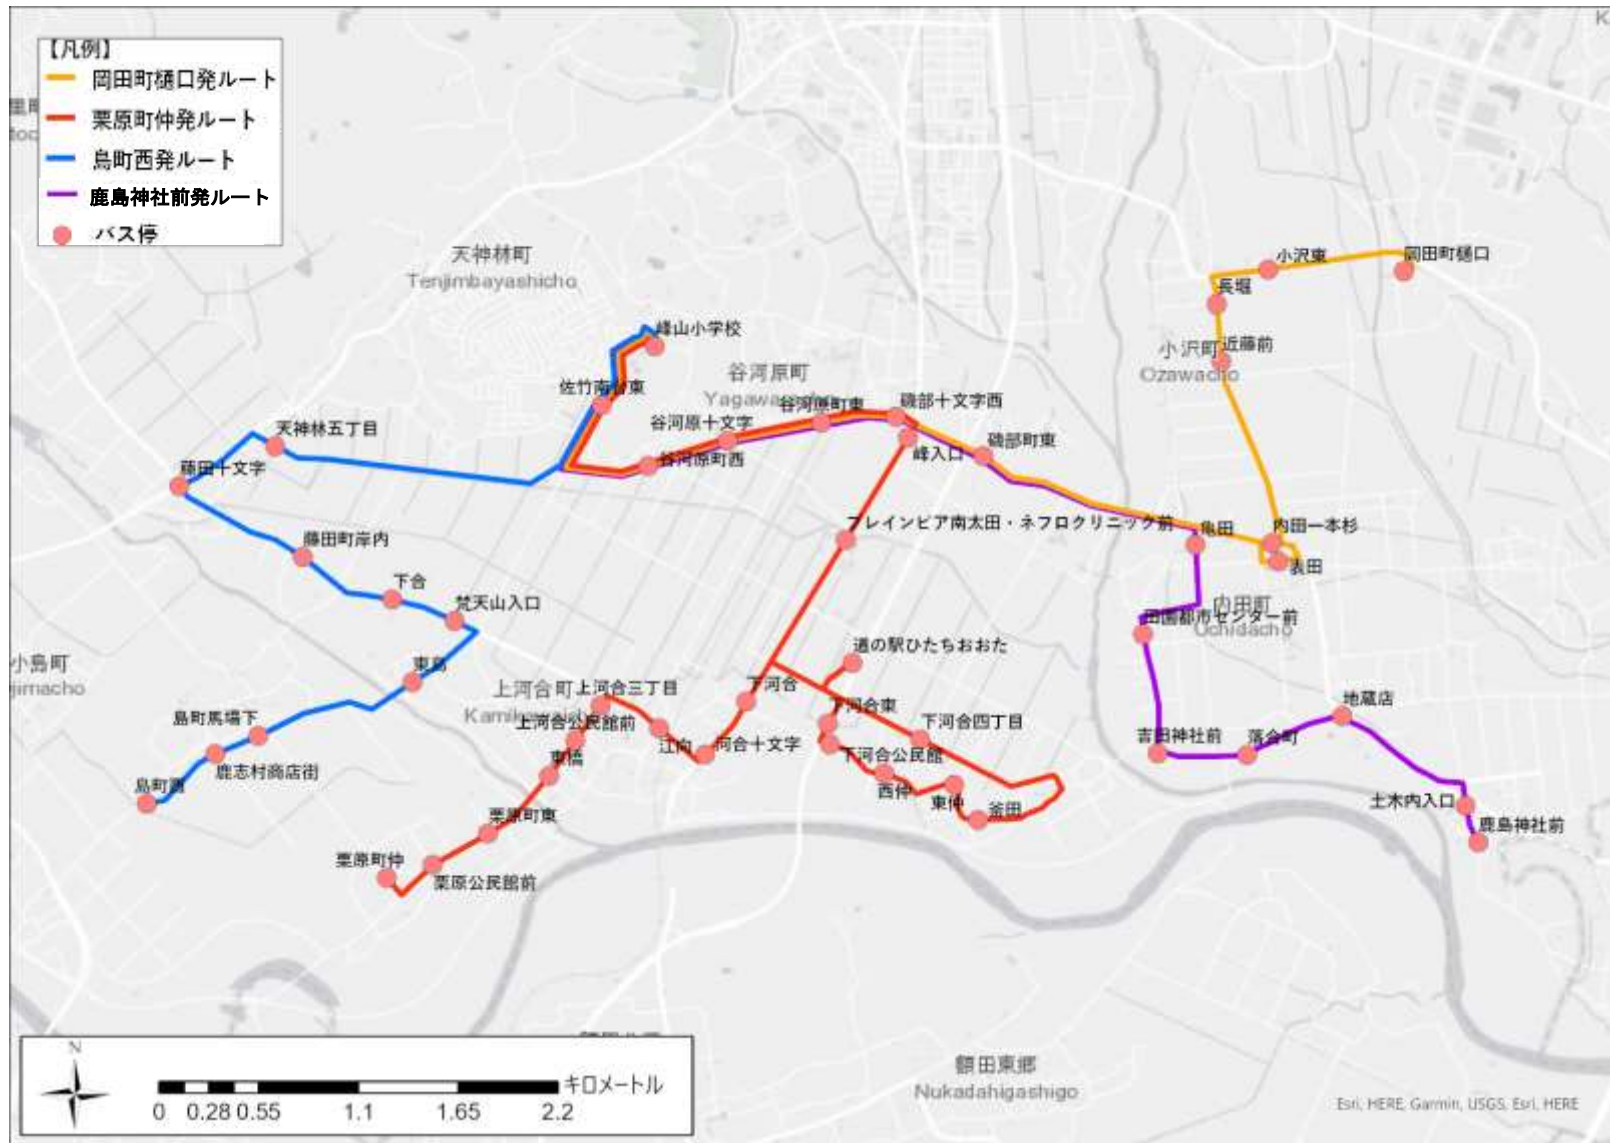 【凡例】
岡田町樋口発ルート
栗原町仲発ルート
島町西発ルート
鹿島神社前発ルート
バス停
天神林町
Tenjimbayashicho
小沢東
岡田町樋口
長堀
近藤前
小沢町
Ozawacho
峰山小学校
佐竹南台東
谷河原町
谷河原町東
谷河原十文字
谷河原町西
磯部十文字西
峰入口
磯部町東
天神林五丁目
藤田十文字
藤田町岸内
下合
梵天山入口
東島
島町馬場下
鹿志村商店街
島町西
フレインピア南太田・ネフロクリニック前
亀田
内田一本杉
表田
内田町
Uchidacho
田園都市センター前
吉田神社前
落合町
地蔵店
土木内入口
鹿島神社前
道の駅ひたちおおた
下河合
下河合東
下河合四丁目
下河合公民館
西仲
東仲
釜田
上河合町
上河合三丁目
上河合公民館前
江向
河合十文字
東橋
栗原町東
栗原町仲
栗原公民館前
小島町
jimacho
額田東郷
Nukadahigashigo
N
0 0.28 0.55 1.1 1.65 2.2
キロメートル
Esri, HERE, Garmin, USGS, Esri, HERE